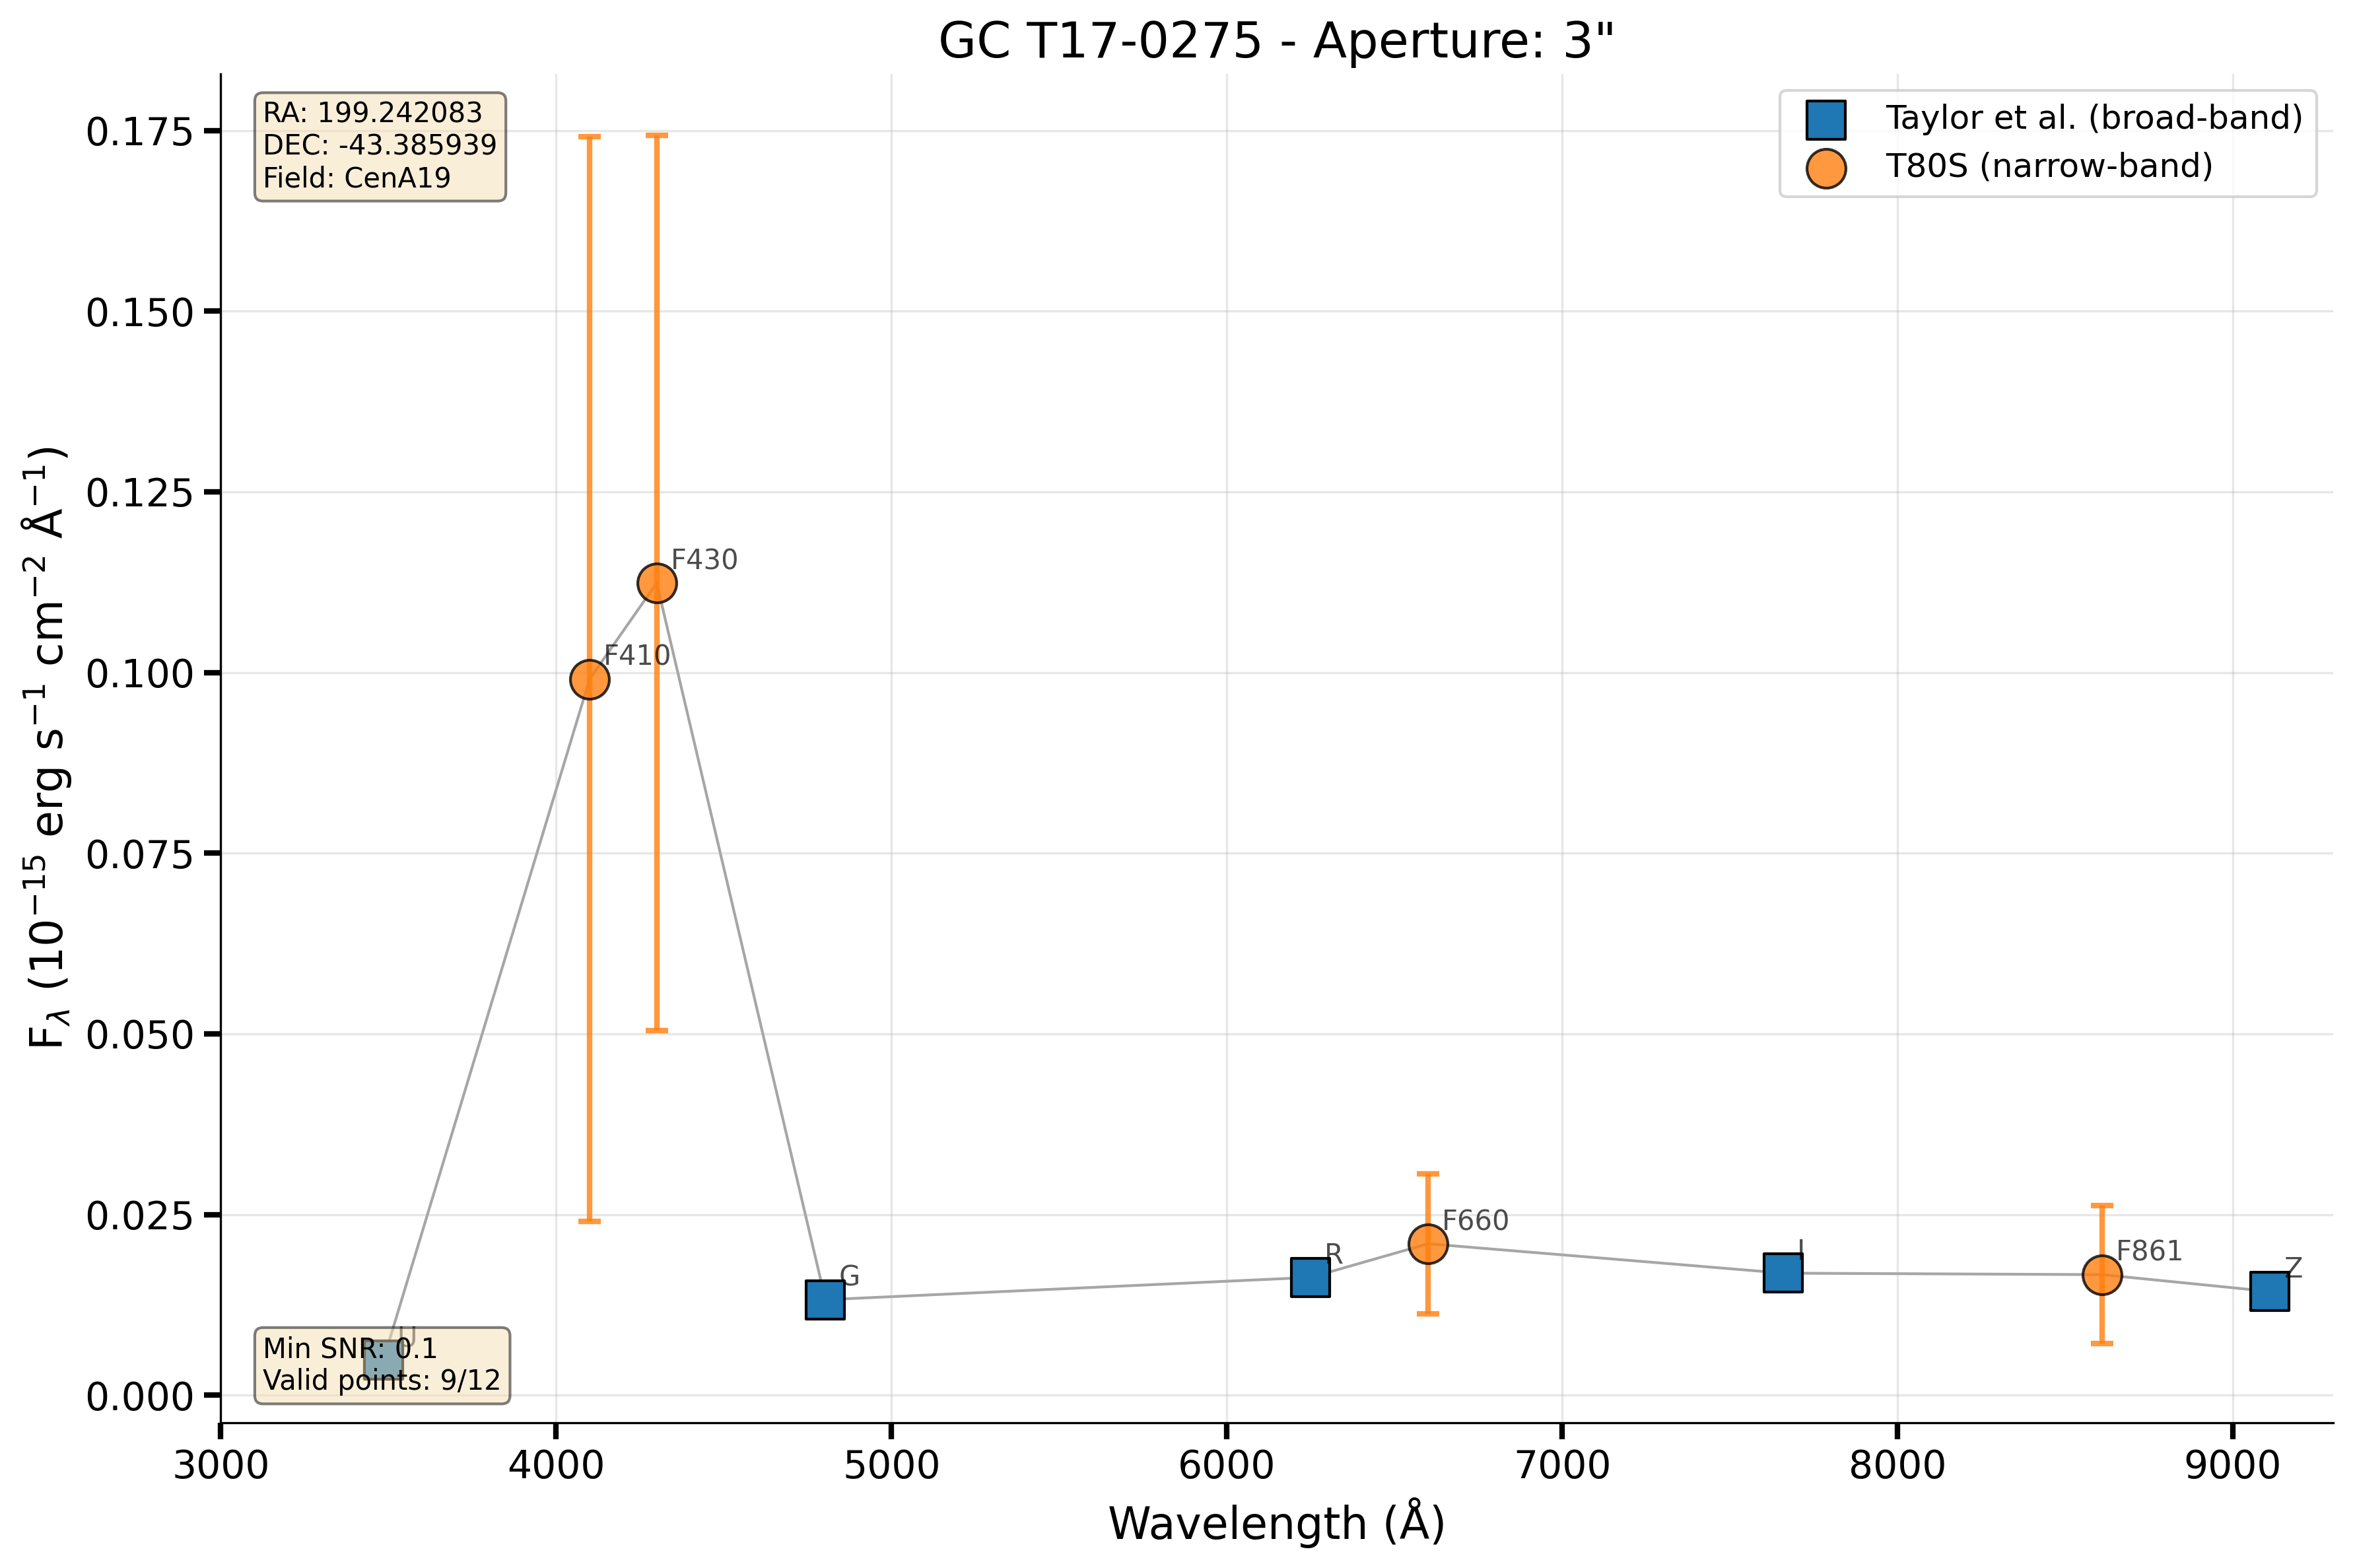 GC T17-0275 - Aperture: 3"
RA: 199.242083
DEC: -43.385939
Field: CenA19
Taylor et al. (broad-band)
T80S (narrow-band)
F_λ (10⁻¹⁵ erg s⁻¹ cm⁻² Å⁻¹)
0.175
0.150
0.125
0.100
0.075
0.050
0.025
0.000
F430
F410
F660
R
I
F861
Z
G
U
Min SNR: 0.1
Valid points: 9/12
3000
4000
5000
6000
7000
8000
9000
Wavelength (Å)